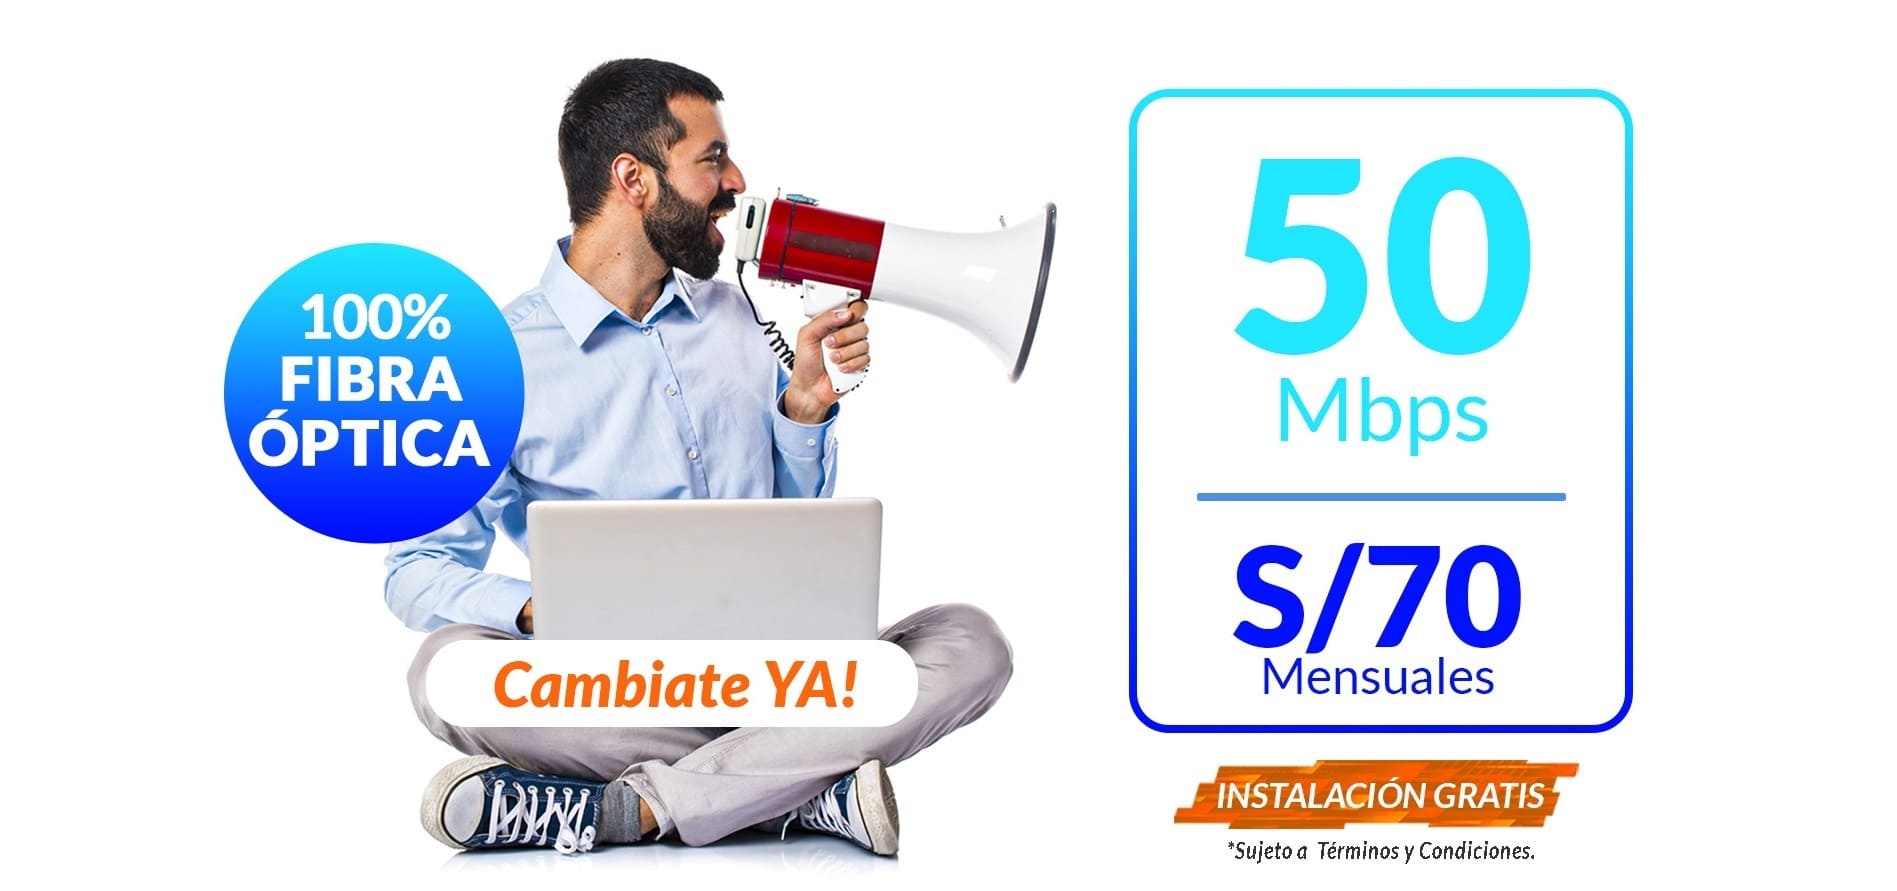 100%
FIBRA
ÓPTICA
Cambiate YA!
50
Mbps
S/70
Mensuales
INSTALACIÓN GRATIS
*Sujeto a Términos y Condiciones.